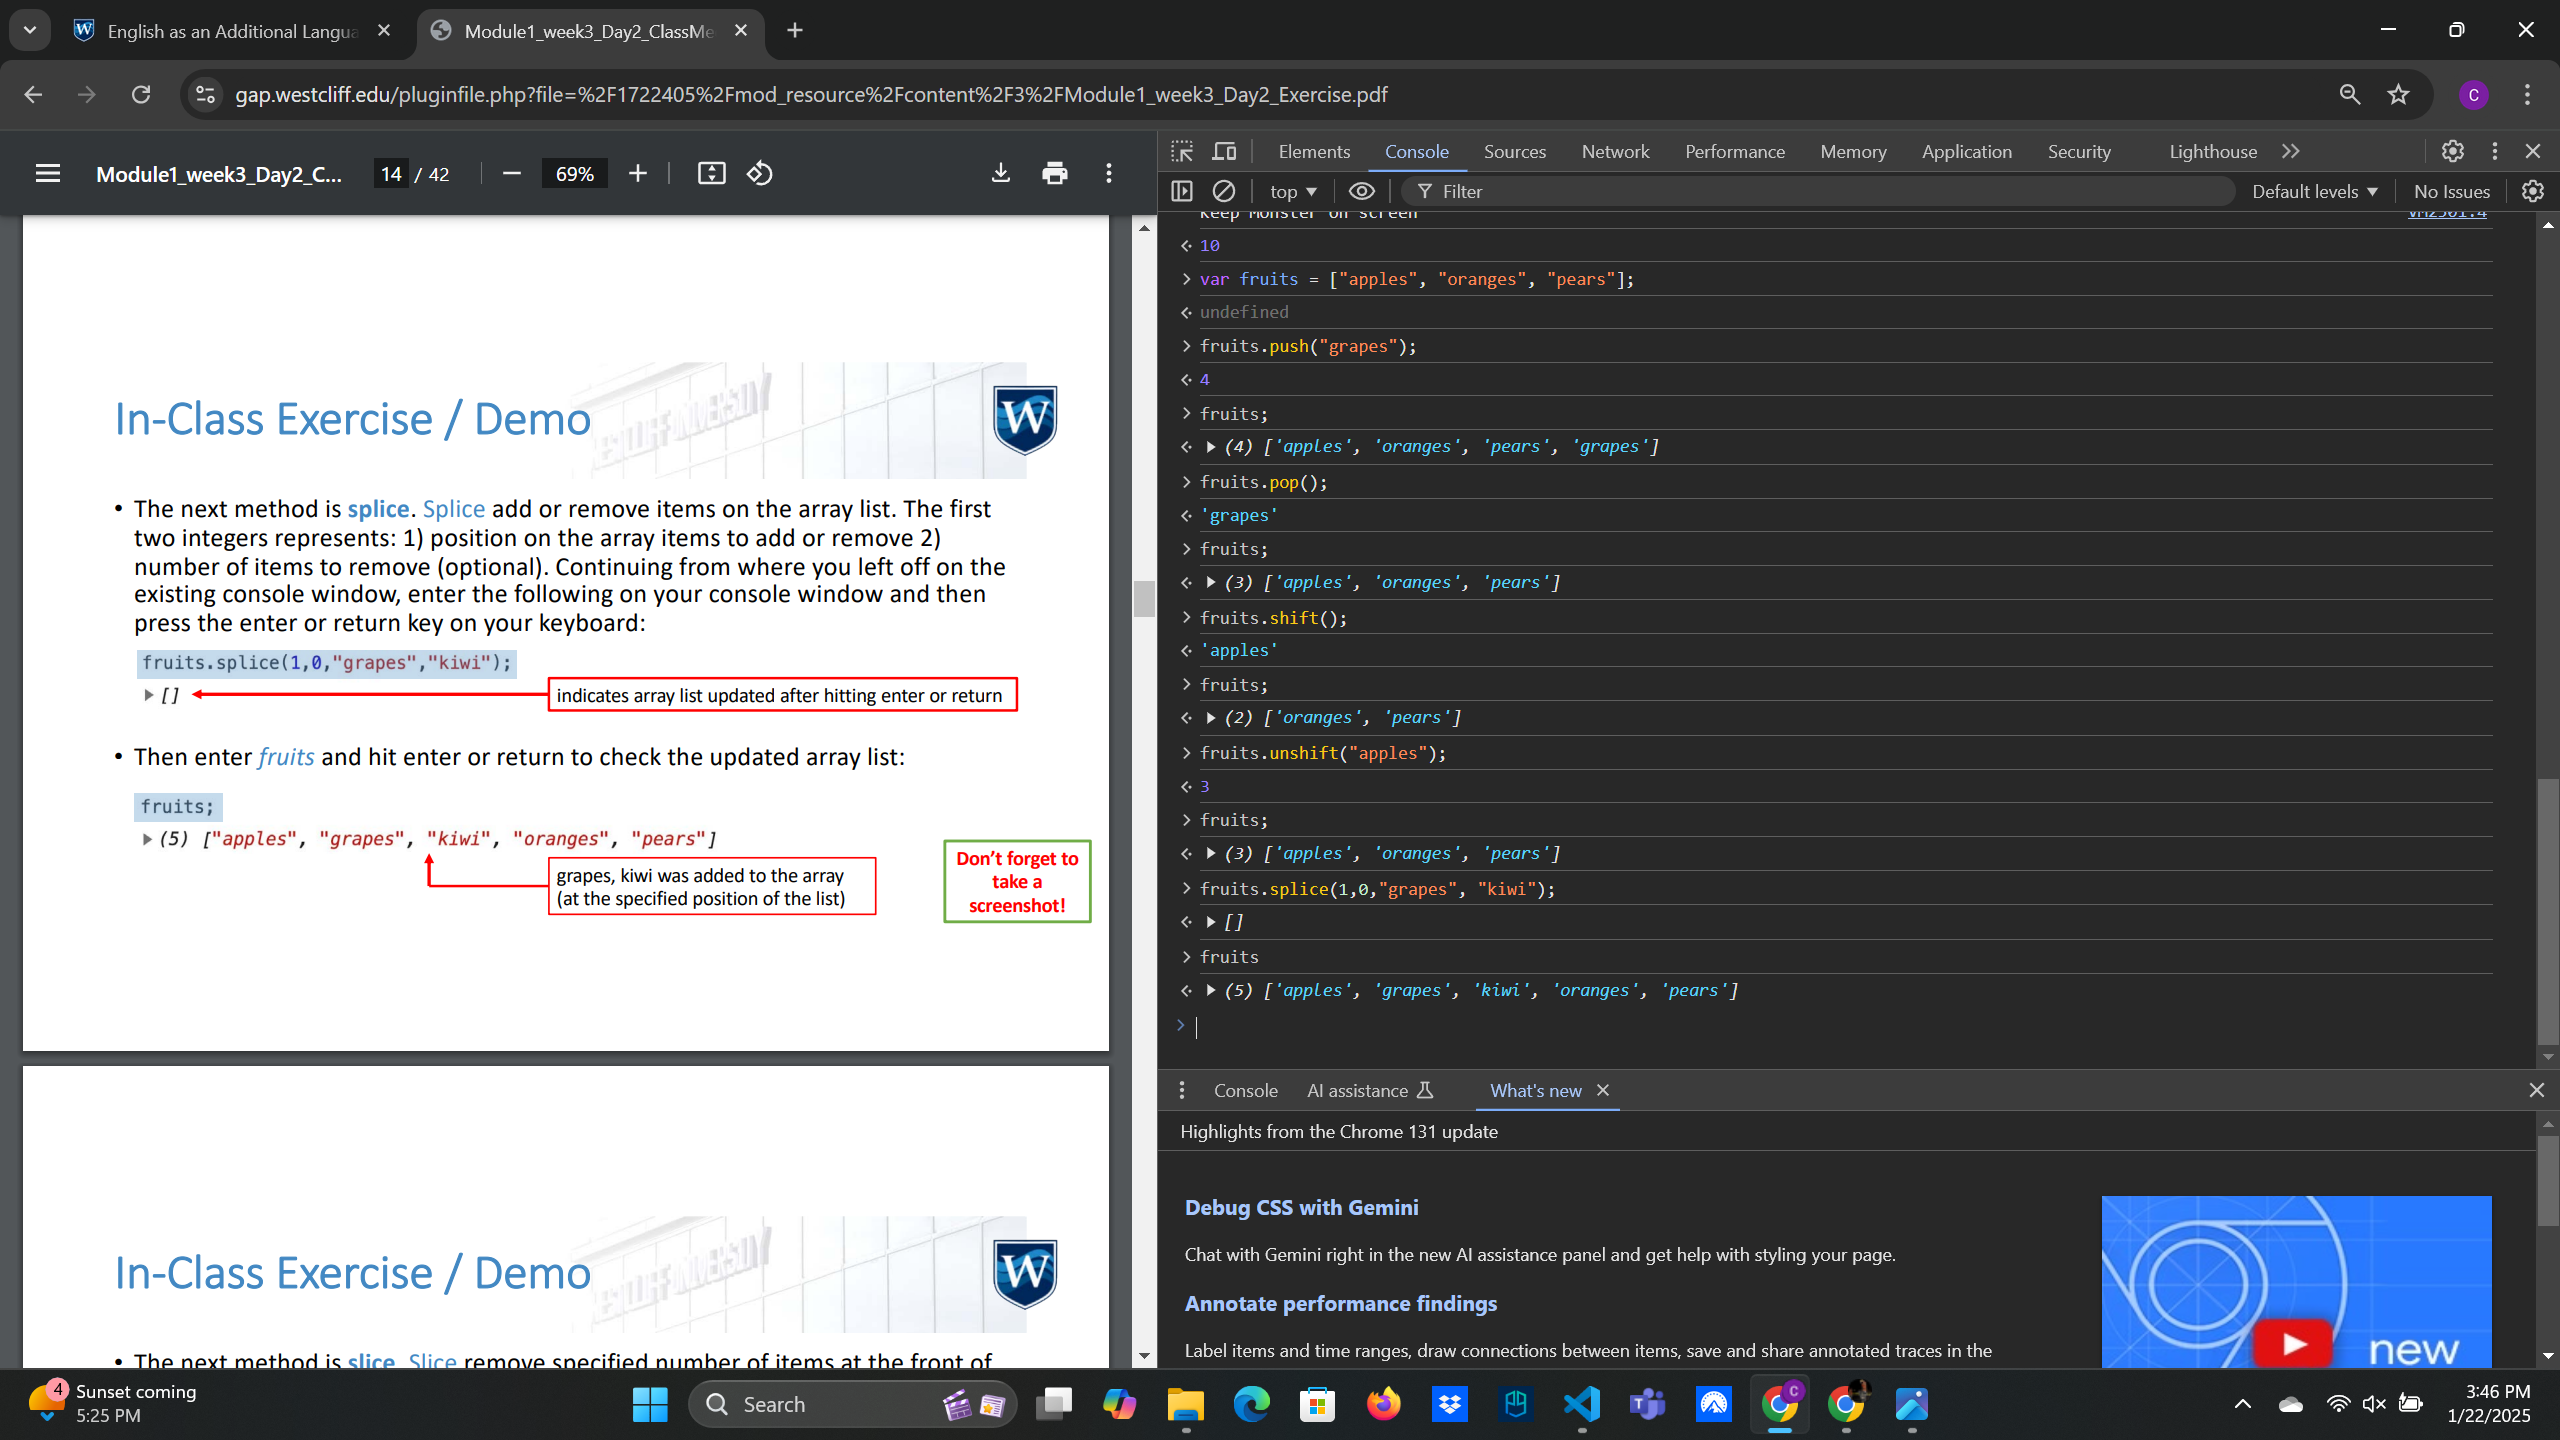 English as an Additional Langua
Module1_week3_Day2_ClassMe
gap.westcliff.edu/pluginfile.php?file=%2F1722405%2Fmod_resource%2Fcontent%2F3%2FModule1_week3_Day2_Exercise.pdf
C
Module1_week3_Day2_C...
14 / 42
69%
In-Class Exercise / Demo
W
• The next method is splice. Splice add or remove items on the array list. The first
two integers represents: 1) position on the array items to add or remove 2)
number of items to remove (optional). Continuing from where you left off on the
existing console window, enter the following on your console window and then
press the enter or return key on your keyboard:
fruits.splice(1,0,"grapes","kiwi");
[]
indicates array list updated after hitting enter or return
• Then enter fruits and hit enter or return to check the updated array list:
fruits;
(5) ["apples", "grapes", "kiwi", "oranges", "pears"]
grapes, kiwi was added to the array
(at the specified position of the list)
Don't forget to
take a
screenshot!
In-Class Exercise / Demo
W
• The next method is slice. Slice remove specified number of items at the front of
Elements Console Sources Network Performance Memory Application Security Lighthouse
top Filter Default levels No Issues
Keep Monster on screen
10
var fruits = ["apples", "oranges", "pears"];
undefined
fruits.push("grapes");
4
fruits;
(4) ['apples', 'oranges', 'pears', 'grapes']
fruits.pop();
'grapes'
fruits;
(3) ['apples', 'oranges', 'pears']
fruits.shift();
'apples'
fruits;
(2) ['oranges', 'pears']
fruits.unshift("apples");
3
fruits;
(3) ['apples', 'oranges', 'pears']
fruits.splice(1,0,"grapes", "kiwi");
[]
fruits
(5) ['apples', 'grapes', 'kiwi', 'oranges', 'pears']
Console AI assistance What's new
Highlights from the Chrome 131 update
Debug CSS with Gemini
Chat with Gemini right in the new AI assistance panel and get help with styling your page.
Annotate performance findings
Label items and time ranges, draw connections between items, save and share annotated traces in the
new
4
Sunset coming
5:25 PM
Search
C
3:46 PM
1/22/2025